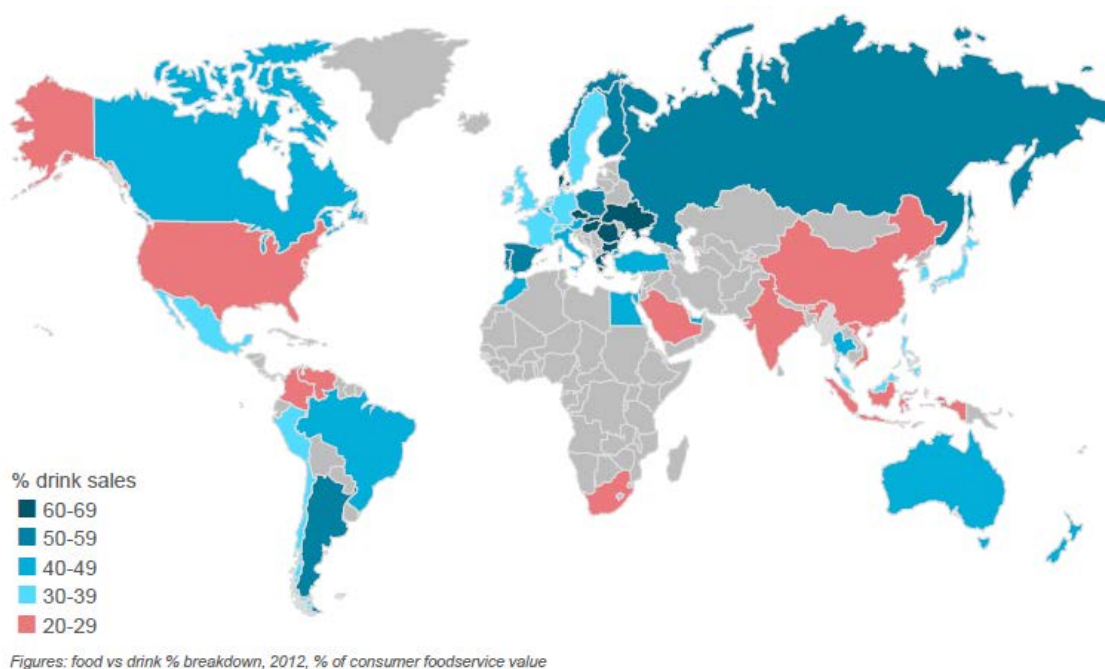 % drink sales
60-69
50-59
40-49
30-39
20-29
Figures: food vs drink % breakdown, 2012, % of consumer foodservice value